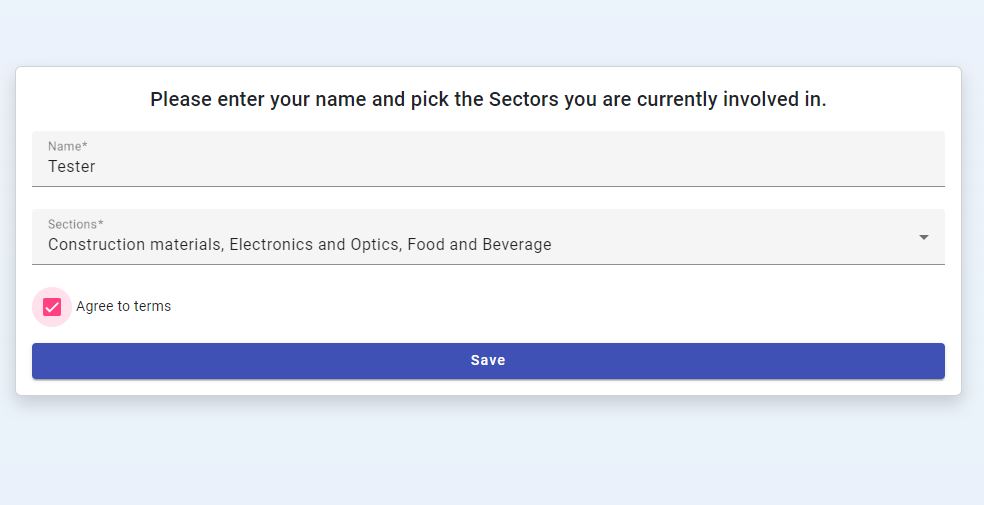 Please enter your name and pick the Sectors you are currently involved in.
Name*
Tester
Sections*
Construction materials, Electronics and Optics, Food and Beverage
Agree to terms
Save